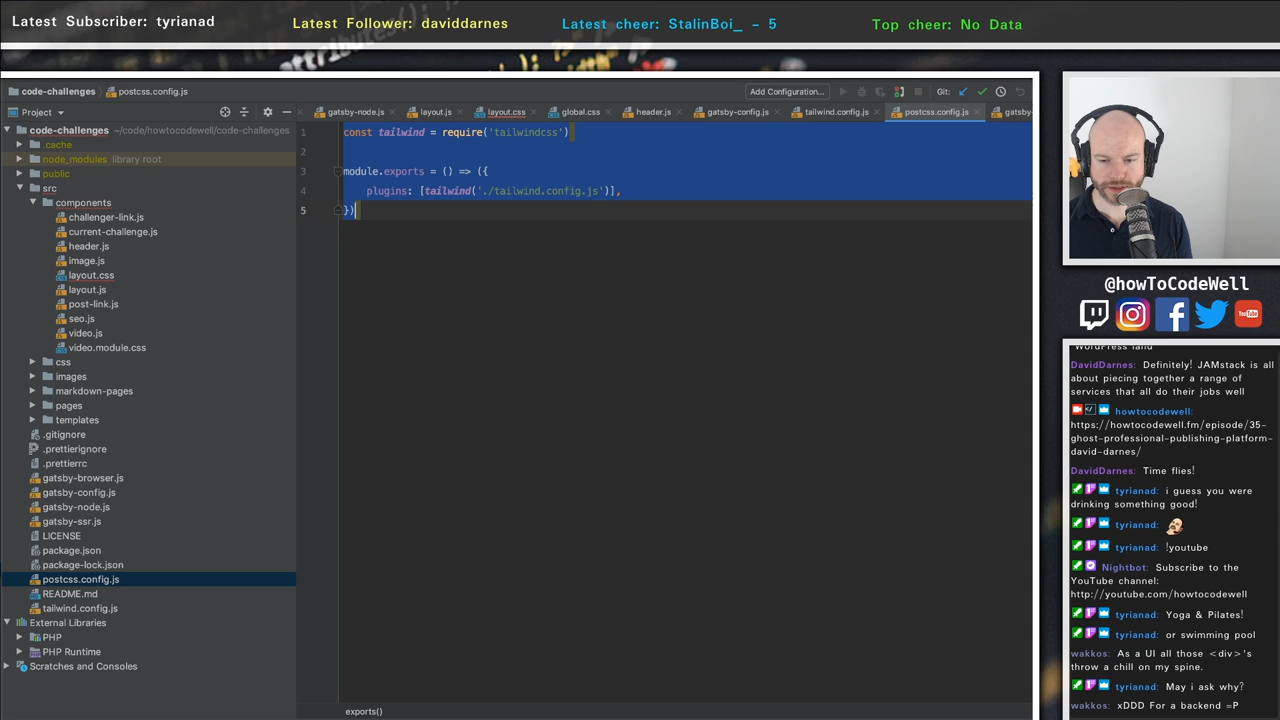 Latest Subscriber: tyrianad
Latest Follower: daviddarnes
Latest cheer: StalinBoi_ - 5
Top cheer: No Data
attributes();
code-challenges
postcss.config.js
Add Configuration...
Git:
Project
gatsby-node.js
layout.js
layout.css
global.css
header.js
gatsby-config.js
tailwind.config.js
postcss.config.js
gatsby
code-challenges ~/code/howtocodewell/code-challenges
.cache
node_modules library root
public
src
components
challenger-link.js
current-challenge.js
header.js
image.js
layout.css
layout.js
post-link.js
seo.js
video.js
video.module.css
css
images
markdown-pages
pages
templates
.gitignore
.prettierignore
.prettierrc
gatsby-browser.js
gatsby-config.js
gatsby-node.js
gatsby-ssr.js
LICENSE
package.json
package-lock.json
postcss.config.js
README.md
tailwind.config.js
External Libraries
PHP
PHP Runtime
Scratches and Consoles
1 const tailwind = require('tailwindcss')
2
3 module.exports = () => ({
4 plugins: [tailwind('./tailwind.config.js')],
5 })
exports()
@howToCodeWell
You Tube
WordPress land
DavidDarnes: Definitely! JAMstack is all
about piecing together a range of
services that all do their jobs well
howtocodewell:
https://howtocodewell.fm/episode/35-
ghost-professional-publishing-platform-
david-darnes/
DavidDarnes: Time flies!
tyrianad: i guess you were
drinking something good!
tyrianad:
tyrianad: !youtube
Nightbot: Subscribe to the
YouTube channel:
http://youtube.com/howtocodewell
tyrianad: Yoga & Pilates!
tyrianad: or swimming pool
wakkos: As a UI all those <div>'s
throw a chill on my spine.
tyrianad: May i ask why?
wakkos: xDDD For a backend =P